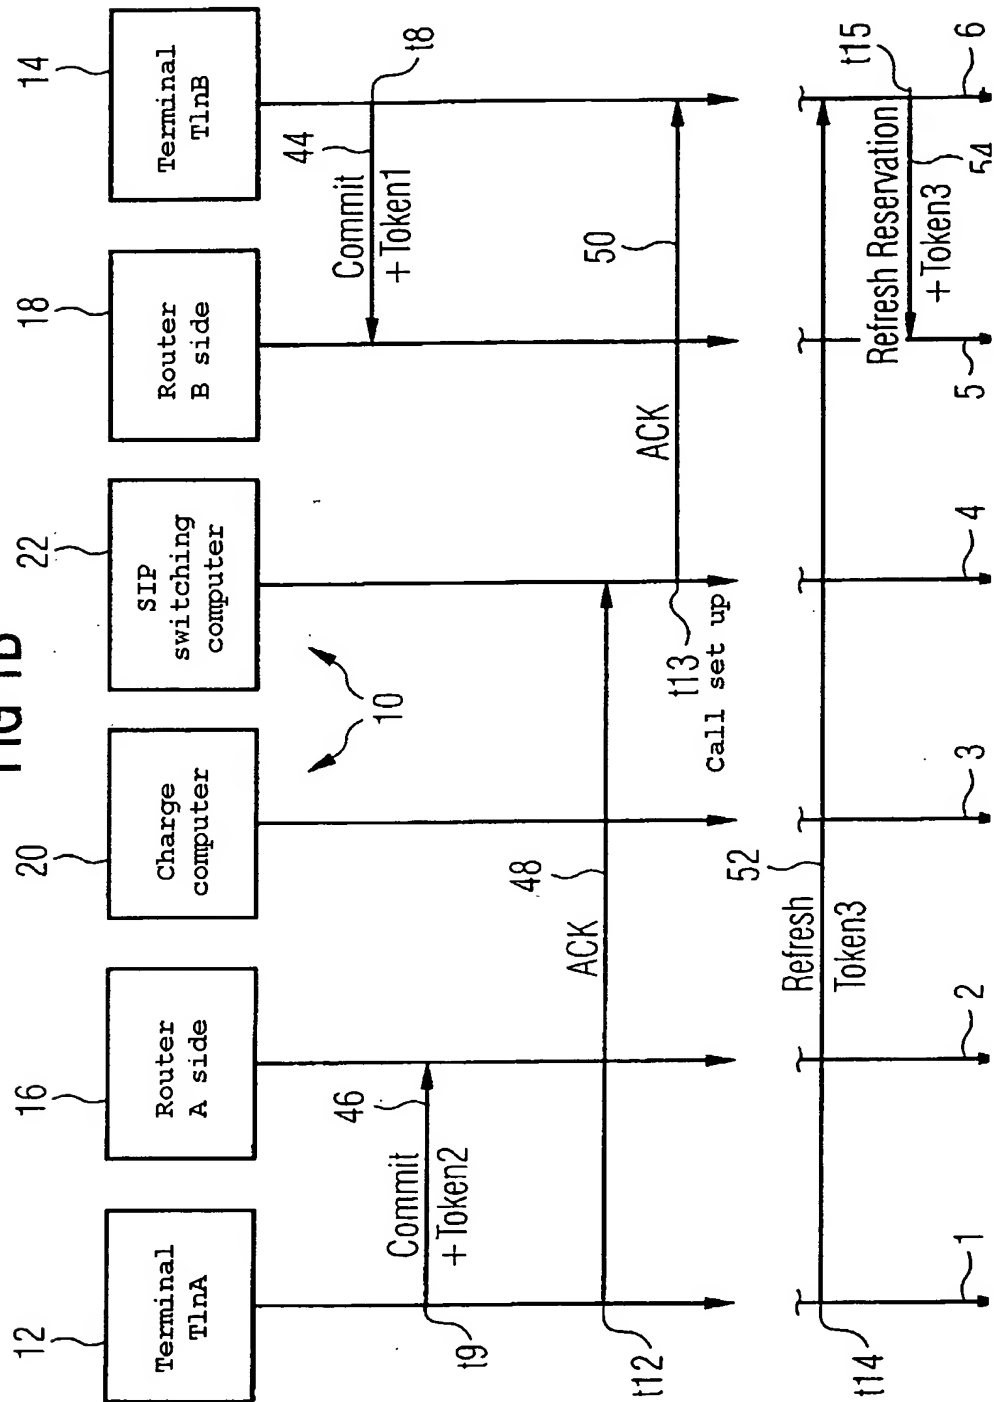 FIG 1B
12
16
20
22
18
14
Terminal
TlnA
Router
A side
Charge
computer
SIP
switching
computer
Router
B side
Terminal
TlnB
10
44
t8
Commit
+Token1
46
Commit
+Token2
t9
48
ACK
t12
50
ACK
t13
Call set up
52
Refresh
Token3
t14
t15
Refresh Reservation
+Token3
54
1
2
3
4
5
6